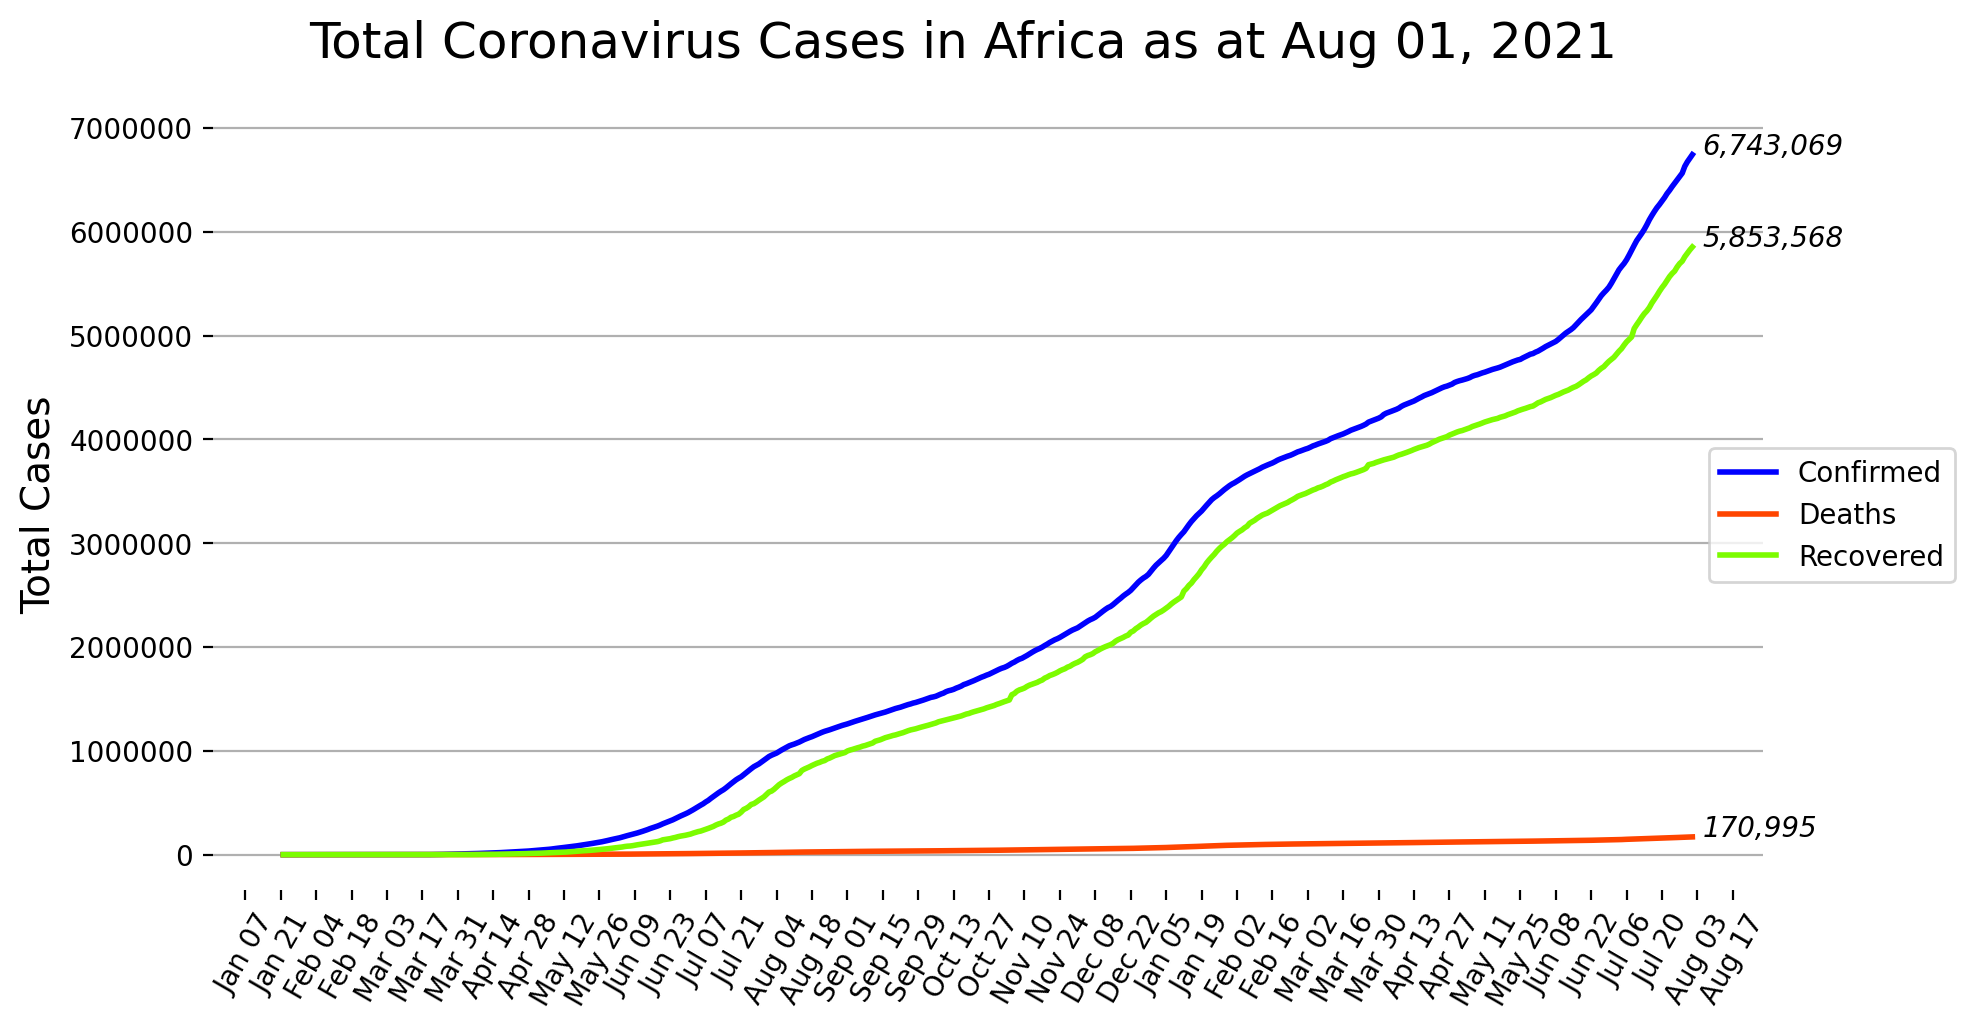 Total Coronavirus Cases in Africa as at Aug 01, 2021
Total Cases
7000000
6000000
5000000
4000000
3000000
2000000
1000000
0
6,743,069
5,853,568
170,995
Confirmed
Deaths
Recovered
Jan 07
Jan 21
Feb 04
Feb 18
Mar 03
Mar 17
Mar 31
Apr 14
Apr 28
May 12
May 26
Jun 09
Jun 23
Jul 07
Jul 21
Aug 04
Aug 18
Sep 01
Sep 15
Sep 29
Oct 13
Oct 27
Nov 10
Nov 24
Dec 08
Dec 22
Dec 05
Jan 19
Jan 19
Feb 02
Feb 16
Mar 02
Mar 16
Mar 30
Apr 13
Apr 27
May 11
May 25
Jun 08
Jun 22
Jul 06
Jul 20
Aug 03
Aug 17